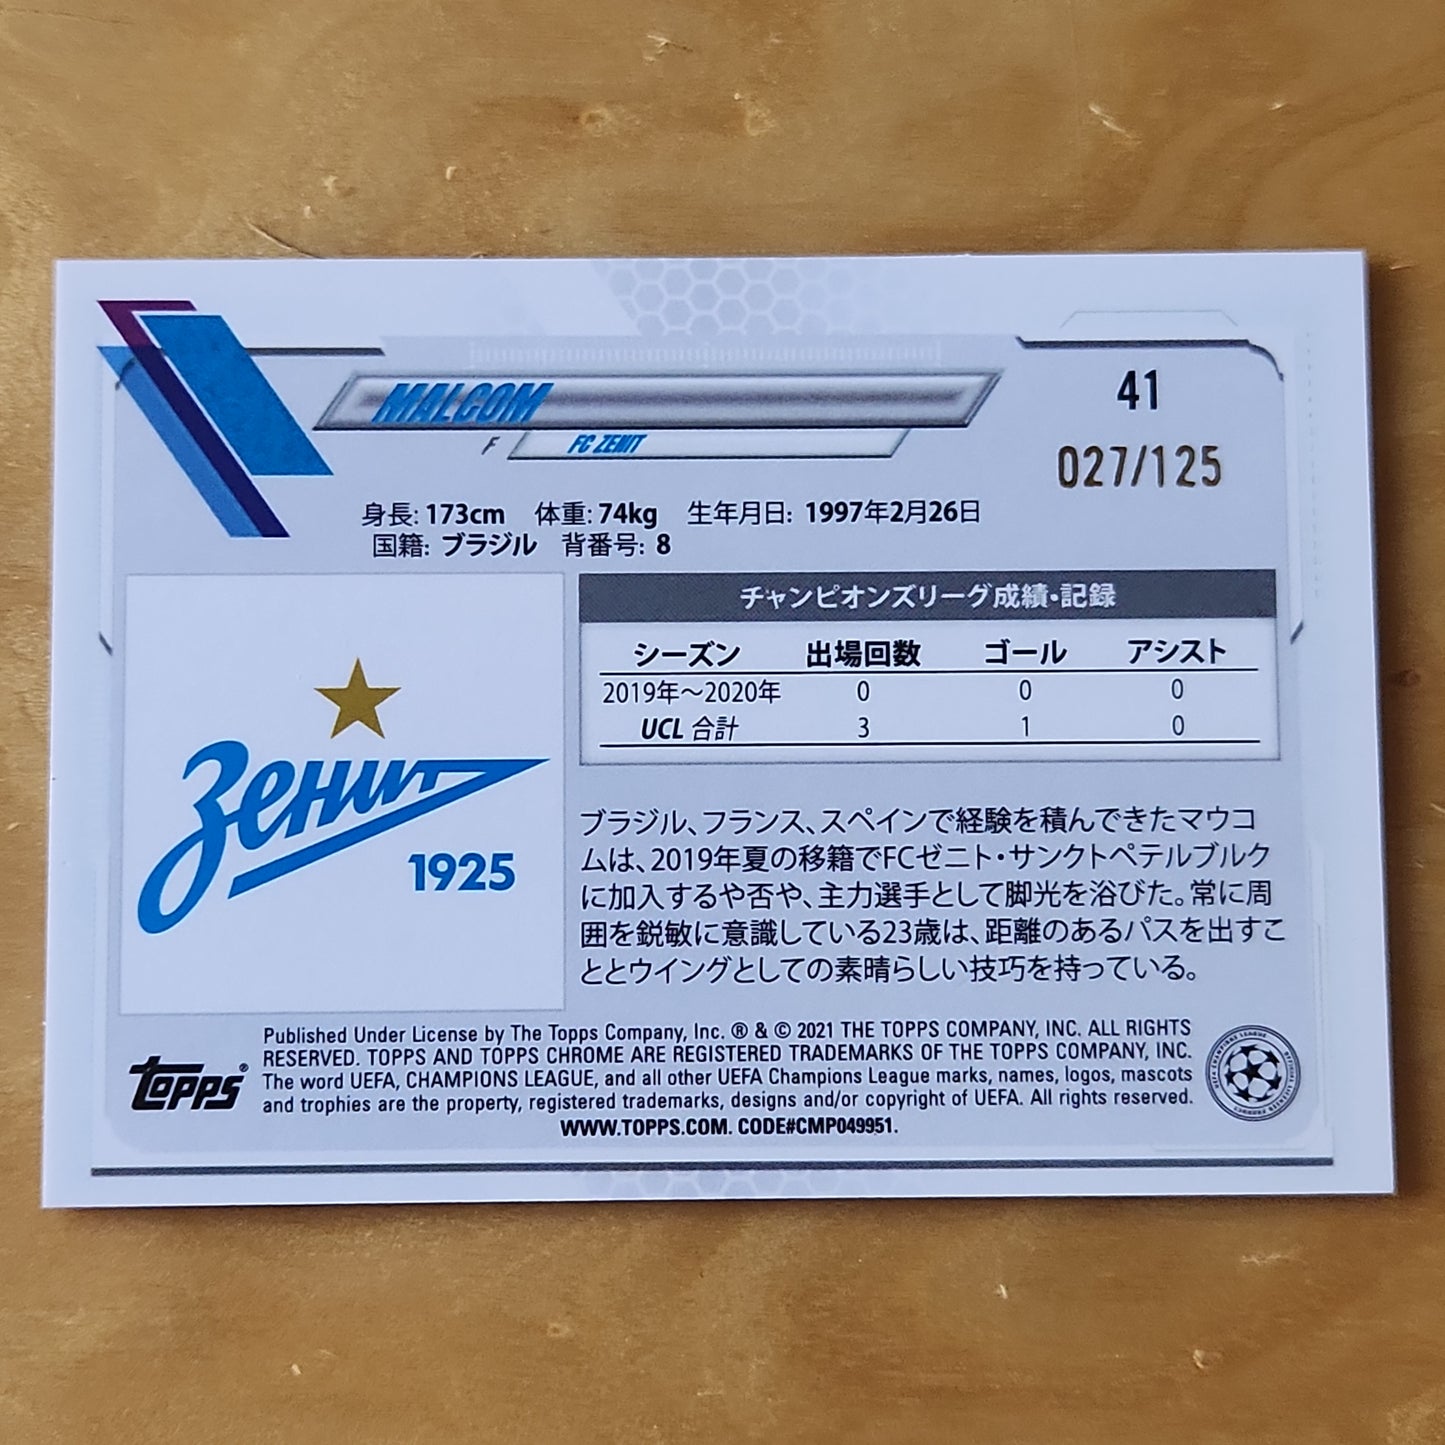 MALCOM
41
F FC ZENIT
027/125
身長: 173cm 体重: 74kg 生年月日: 1997年2月26日
国籍: ブラジル 背番号: 8
チャンピオンズリーグ成績・記録
シーズン 出場回数 ゴール アシスト
2019年～2020年 0 0 0
UCL 合計 3 1 0
Зенит
1925
ブラジル、フランス、スペインで経験を積んできたマウコ
ムは、2019年夏の移籍でFCゼニト・サンクトペテルブルク
に加入するや否や、主力選手として脚光を浴びた。常に周
囲を鋭敏に意識している23歳は、距離のあるパスを出すこ
ととウイングとしての素晴らしい技巧を持っている。
Published Under License by The Topps Company, Inc. ® & © 2021 THE TOPPS COMPANY, INC. ALL RIGHTS
RESERVED. TOPPS AND TOPPS CHROME ARE REGISTERED TRADEMARKS OF THE TOPPS COMPANY, INC.
The word UEFA, CHAMPIONS LEAGUE, and all other UEFA Champions League marks, names, logos, mascots
and trophies are the property, registered trademarks, designs and/or copyright of UEFA. All rights reserved.
WWW.TOPPS.COM. CODE#CMP049951.
Topps®
UEFA CHAMPIONS LEAGUE